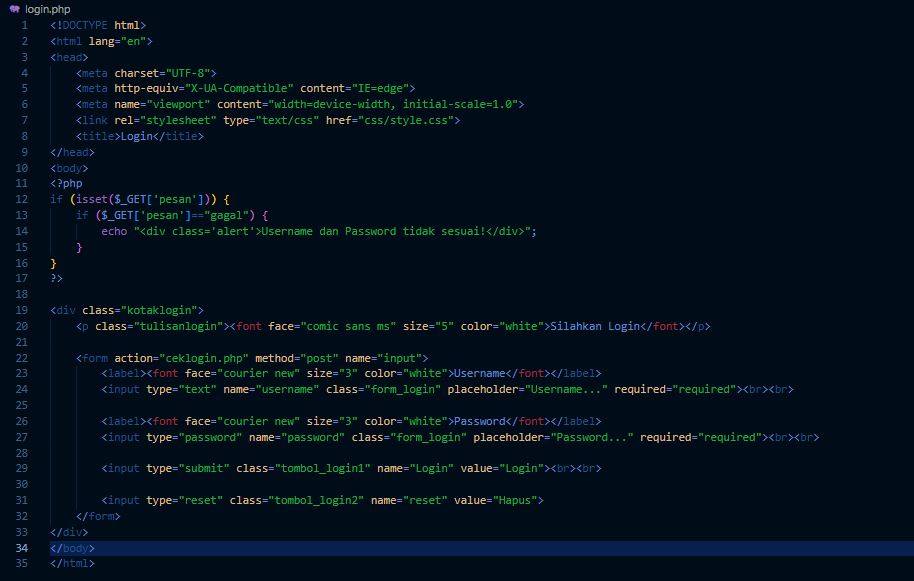 login.php
1 <!DOCTYPE html>
2 <html lang="en">
3 <head>
4 <meta charset="UTF-8">
5 <meta http-equiv="X-UA-Compatible" content="IE=edge">
6 <meta name="viewport" content="width=device-width, initial-scale=1.0">
7 <link rel="stylesheet" type="text/css" href="css/style.css">
8 <title>Login</title>
9 </head>
10 <body>
11 <?php
12 if (isset($_GET['pesan'])) {
13 if ($_GET['pesan']=="gagal") {
14 echo "<div class='alert'>Username dan Password tidak sesuai!</div>";
15 }
16 }
17 ?>
18
19 <div class="kotaklogin">
20 <p class="tulisanlogin"><font face="comic sans ms" size="5" color="white">Silahkan Login</font></p>
21
22 <form action="ceklogin.php" method="post" name="input">
23 <label><font face="courier new" size="3" color="white">Username</font></label>
24 <input type="text" name="username" class="form_login" placeholder="Username..." required="required"><br><br>
25
26 <label><font face="courier new" size="3" color="white">Password</font></label>
27 <input type="password" name="password" class="form_login" placeholder="Password..." required="required"><br><br>
28
29 <input type="submit" class="tombol_login1" name="Login" value="Login"><br><br>
30
31 <input type="reset" class="tombol_login2" name="reset" value="Hapus">
32 </form>
33 </div>
34 </body>
35 </html>